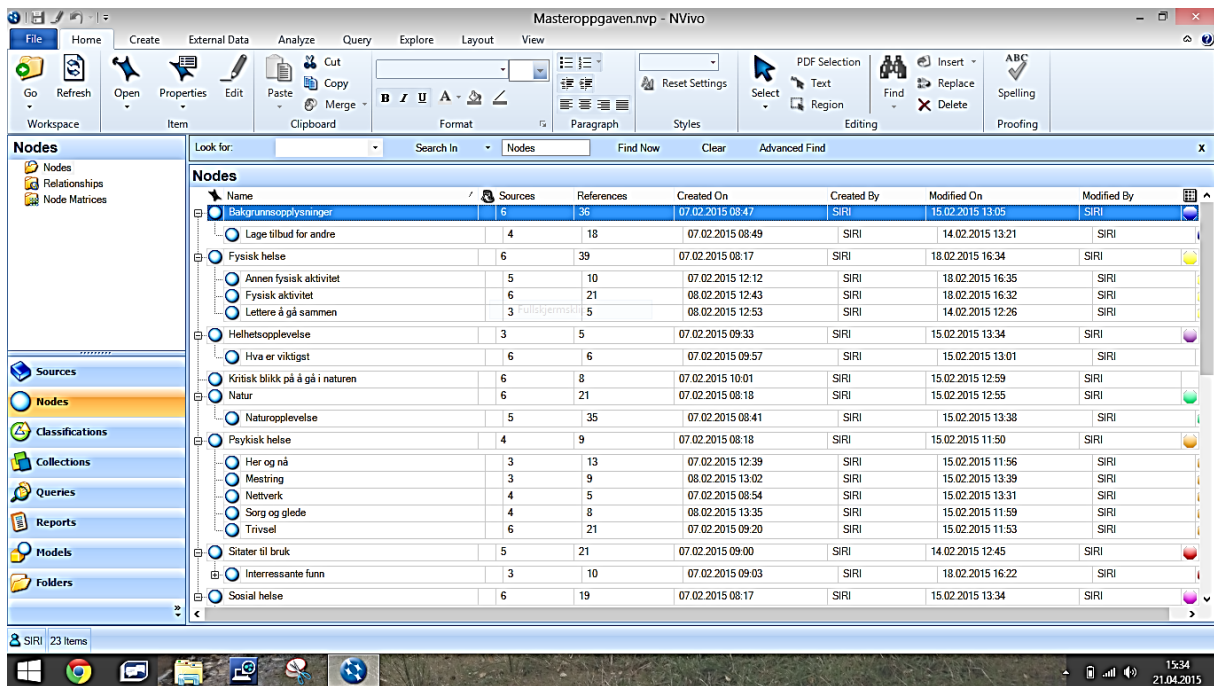 Masteroppgaven.nvp - NVivo
File Home Create External Data Analyze Query Explore Layout View
Go Refresh Open Properties Edit Paste Cut Copy Merge B I U A Reset Settings Select PDF Selection Text Region Find Insert Replace Delete ABC Spelling
Workspace Item Clipboard Format Paragraph Styles Editing Proofing
Nodes
Nodes
Relationships
Node Matrices
Sources
Nodes
Classifications
Collections
Queries
Reports
Models
Folders
Look for: Search In Nodes Find Now Clear Advanced Find x
Nodes
Name Sources References Created On Created By Modified On Modified By
Bakgrunnsopplysninger 6 36 07.02.2015 08:47 SIRI 15.02.2015 13:05 SIRI
Lage tilbud for andre 4 18 07.02.2015 08:49 SIRI 14.02.2015 13:21 SIRI
Fysisk helse 6 39 07.02.2015 08:17 SIRI 18.02.2015 16:34 SIRI
Annen fysisk aktivitet 5 10 07.02.2015 12:12 SIRI 18.02.2015 16:35 SIRI
Fysisk aktivitet 6 21 08.02.2015 12:43 SIRI 18.02.2015 16:32 SIRI
Lettere å gå sammen 3 5 08.02.2015 12:53 SIRI 14.02.2015 12:26 SIRI
Helhetsopplevelse 3 5 07.02.2015 09:33 SIRI 15.02.2015 13:34 SIRI
Hva er viktigst 6 6 07.02.2015 09:57 SIRI 15.02.2015 13:01 SIRI
Kritisk blikk på å gå i naturen 6 8 07.02.2015 10:01 SIRI 15.02.2015 12:59 SIRI
Natur 6 21 07.02.2015 08:18 SIRI 15.02.2015 12:55 SIRI
Naturopplevelse 5 35 07.02.2015 08:41 SIRI 15.02.2015 13:38 SIRI
Psykisk helse 4 9 07.02.2015 08:18 SIRI 15.02.2015 11:50 SIRI
Her og nå 3 13 07.02.2015 12:39 SIRI 15.02.2015 11:56 SIRI
Mestring 3 9 08.02.2015 13:02 SIRI 15.02.2015 13:39 SIRI
Nettverk 4 5 07.02.2015 08:54 SIRI 15.02.2015 13:31 SIRI
Sorg og glede 4 8 08.02.2015 13:35 SIRI 15.02.2015 11:59 SIRI
Trivsel 6 21 07.02.2015 09:20 SIRI 15.02.2015 11:53 SIRI
Sitater til bruk 5 21 07.02.2015 09:00 SIRI 14.02.2015 12:45 SIRI
Interressante funn 3 10 07.02.2015 09:03 SIRI 18.02.2015 16:22 SIRI
Sosial helse 6 19 07.02.2015 08:17 SIRI 15.02.2015 13:34 SIRI
SIRI 23 Items
15:34
21.04.2015